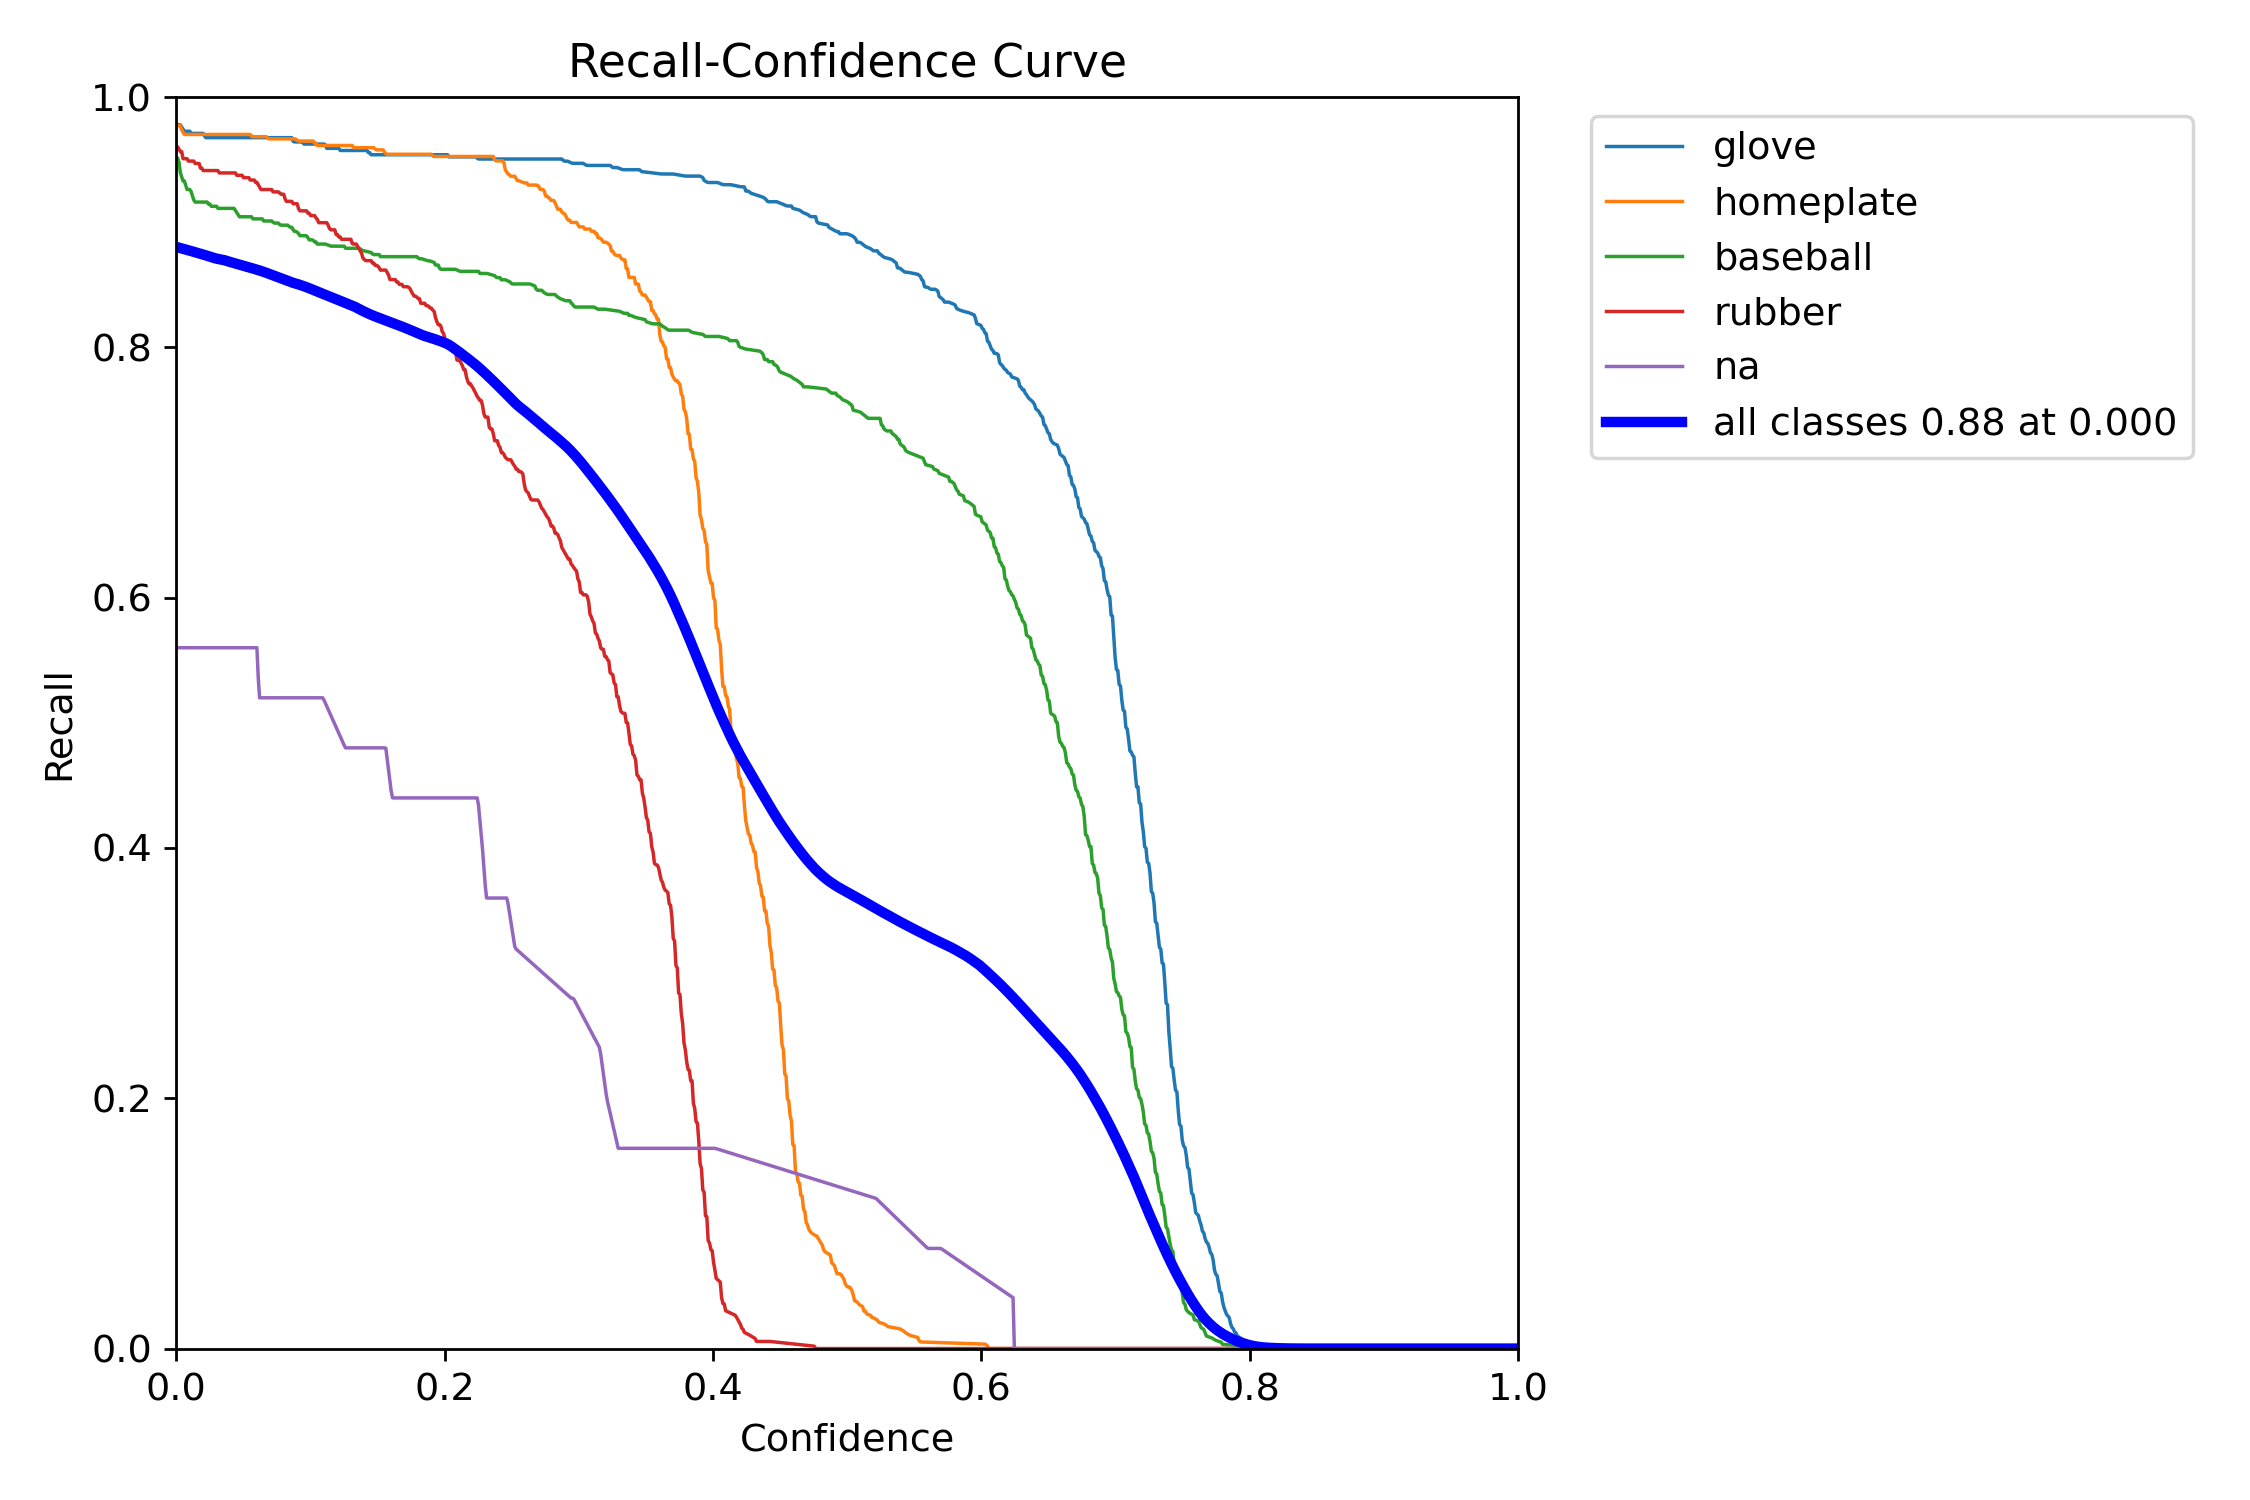 Recall-Confidence Curve
1.0
0.8
0.6
0.4
0.2
0.0
Recall
0.0 0.2 0.4 0.6 0.8 1.0
Confidence
glove
homeplate
baseball
rubber
na
all classes 0.88 at 0.000